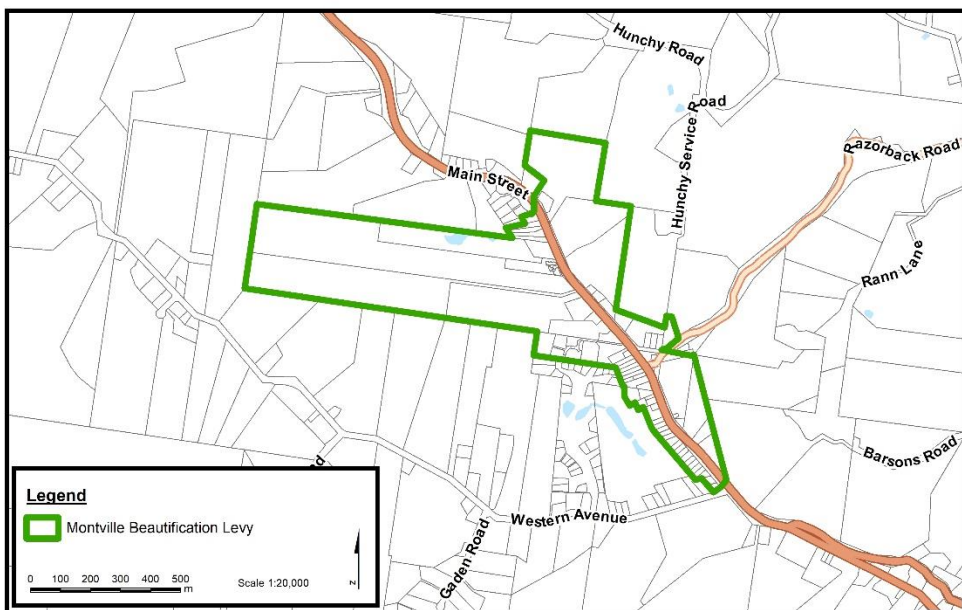 Hunchy Road
Hunchy Service Road
Razorback Road
Main Street
Rann Lane
Barsons Road
Western Avenue
Gaden Road
Legend
Montville Beautification Levy
0 100 200 300 400 500
m
Scale 1:20,000
N